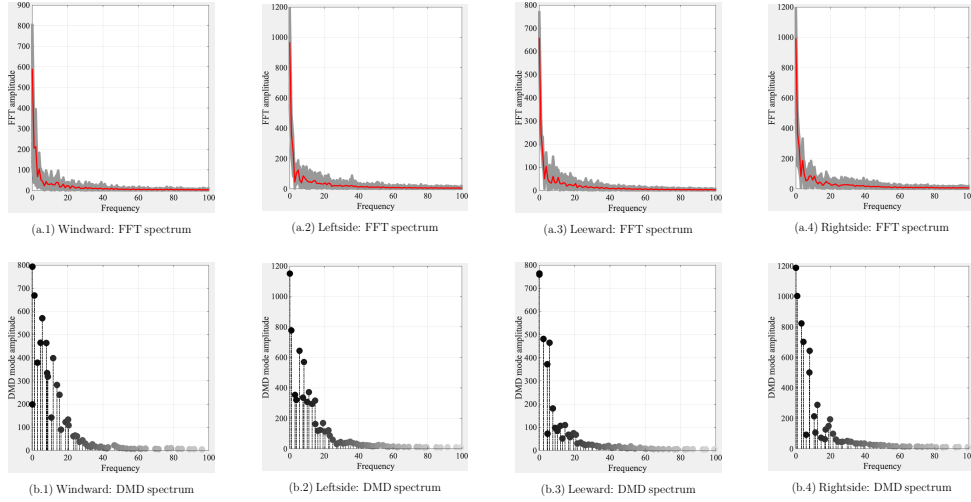 FFT amplitude
900
800
700
600
500
400
300
200
100
0
0 20 40 60 80 100
Frequency
(a.1) Windward: FFT spectrum
FFT amplitude
1200
1000
800
600
400
200
0
0 20 40 60 80 100
Frequency
(a.2) Leftside: FFT spectrum
FFT amplitude
800
700
600
500
400
300
200
100
0
0 20 40 60 80 100
Frequency
(a.3) Leeward: FFT spectrum
FFT amplitude
1200
1000
800
600
400
200
0
0 20 40 60 80 100
Frequency
(a.4) Rightside: FFT spectrum
DMD mode amplitude
800
700
600
500
400
300
200
100
0
0 20 40 60 80 100
Frequency
(b.1) Windward: DMD spectrum
DMD mode amplitude
1200
1000
800
600
400
200
0
0 20 40 60 80 100
Frequency
(b.2) Leftside: DMD spectrum
DMD mode amplitude
800
700
600
500
400
300
200
100
0
0 20 40 60 80 100
Frequency
(b.3) Leeward: DMD spectrum
DMD mode amplitude
1200
1000
800
600
400
200
0
0 20 40 60 80 100
Frequency
(b.4) Rightside: DMD spectrum